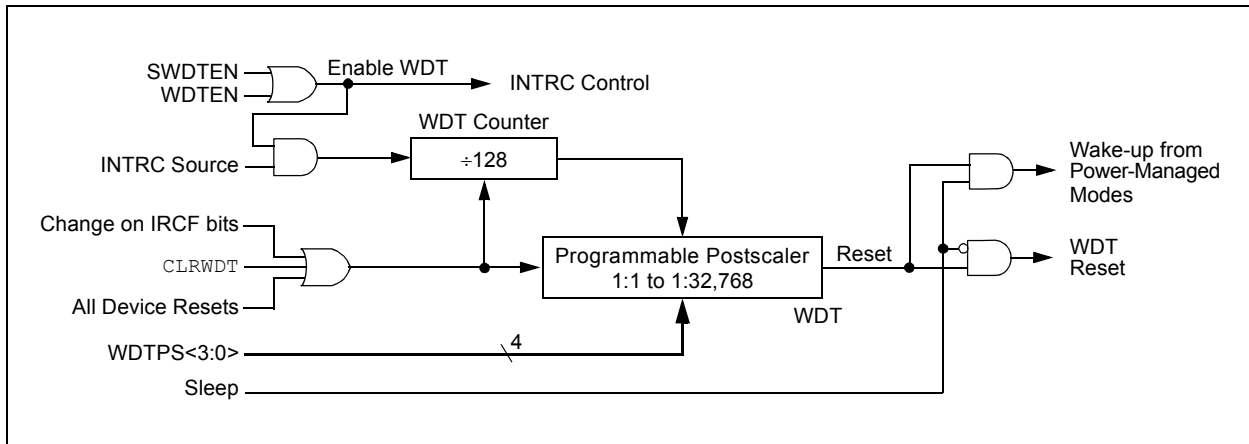 SWDTEN
Enable WDT
INTRC Control
WDTEN
WDT Counter
INTRC Source
÷128
Wake-up from
Power-Managed
Modes
Change on IRCF bits
CLRWDT
All Device Resets
Programmable Postscaler
1:1 to 1:32,768
Reset
WDT
WDT
Reset
WDTPS<3:0>
4
Sleep